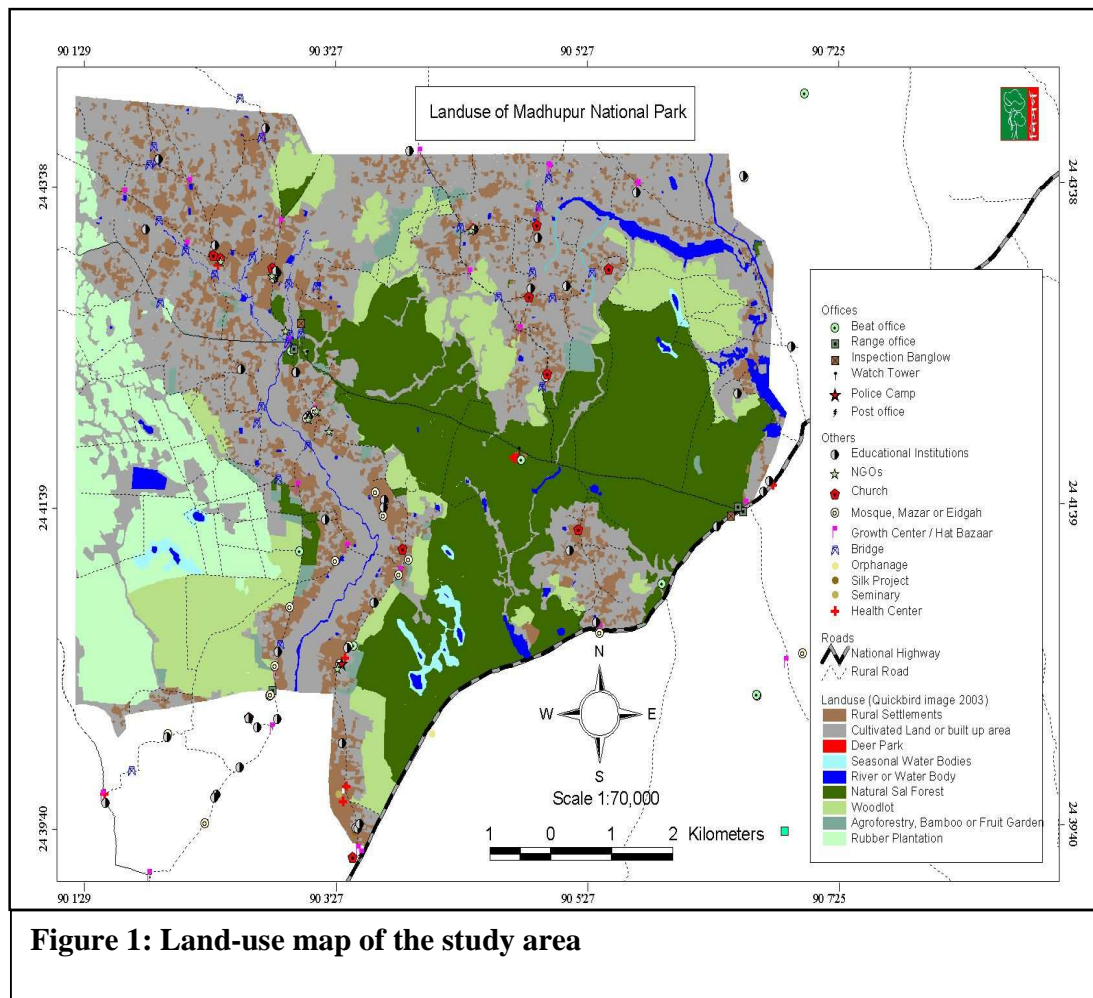 90 1'29 90 3'27 90 5'27 90 7'25
Landuse of Madhupur National Park
24 43'38 24 43'38
Offices
Beat office
Range office
Inspection Banglow
Watch Tower
Police Camp
Post office
Others
Educational Institutions
NGOs
Church
Mosque, Mazar or Eidgah
Growth Center / Hat Bazaar
Bridge
Orphanage
Silk Project
Seminary
Health Center
24 41'39 24 41'39
Roads
National Highway
Rural Road
Landuse (Quickbird image 2003)
Rural Settlements
Cultivated Land or built up area
Deer Park
Seasonal Water Bodies
River or Water Body
Natural Sal Forest
Woodlot
Agroforestry, Bamboo or Fruit Garden
Rubber Plantation
N
W E
S
Scale 1:70,000
1 0 1 2 Kilometers
24 39'40 24 39'40
90 1'29 90 3'27 90 5'27 90 7'25
Figure 1: Land-use map of the study area